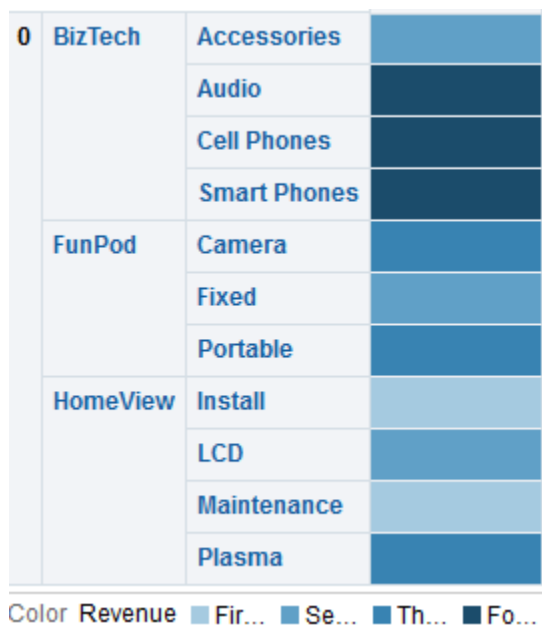 0 BizTech Accessories
Audio
Cell Phones
Smart Phones
FunPod Camera
Fixed
Portable
HomeView Install
LCD
Maintenance
Plasma
Color Revenue Fir... Se... Th... Fo...